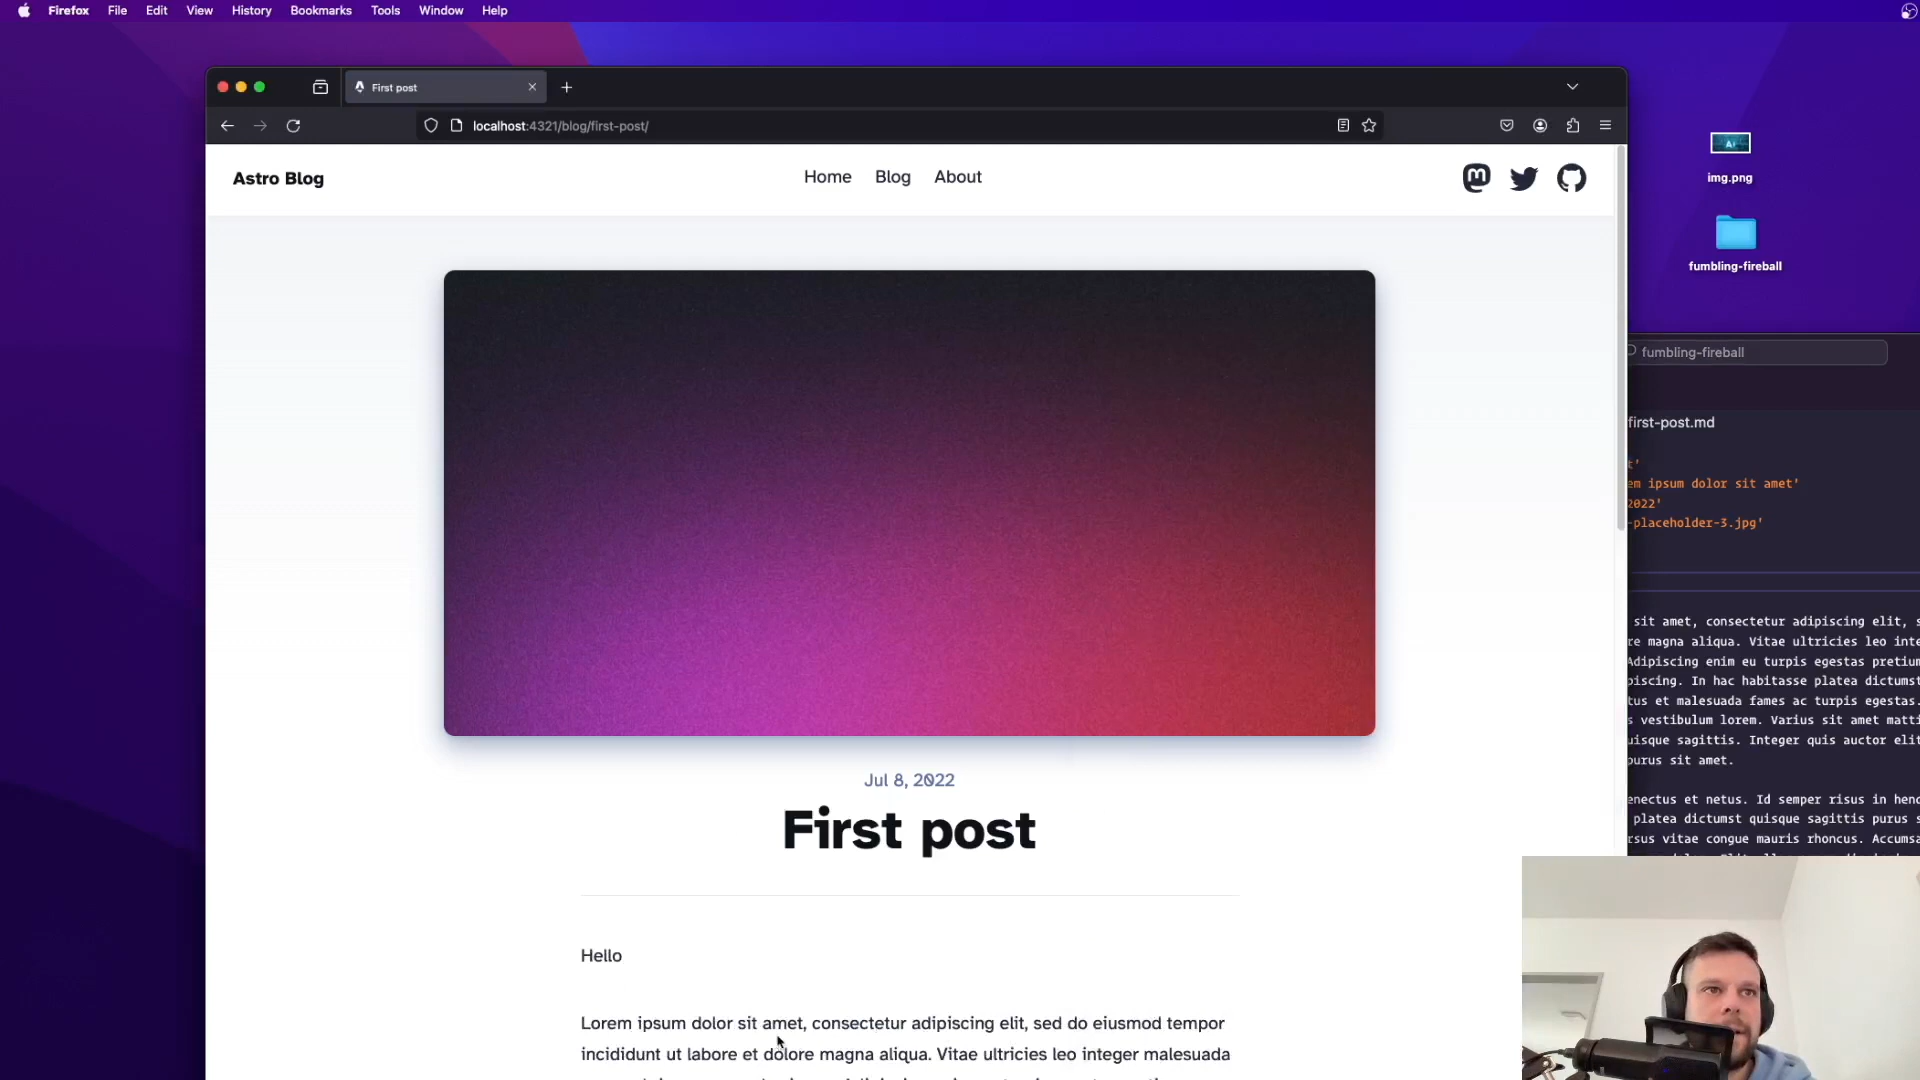 Firefox File Edit View History Bookmarks Tools Window Help
First post
localhost:4321/blog/first-post/
Astro Blog
Home Blog About
img.png
fumbling-fireball
fumbling-fireball
first-post.md
t'
em ipsum dolor sit amet'
2022'
-placeholder-3.jpg'
sit amet, consectetur adipiscing elit, s
re magna aliqua. Vitae ultricies leo inte
Adipiscing enim eu turpis egestas pretium
piscing. In hac habitasse platea dictumst
tus et malesuada fames ac turpis egestas.
s vestibulum lorem. Varius sit amet matti
uisque sagittis. Integer quis auctor elit
purus sit amet.
enectus et netus. Id semper risus in hend
platea dictumst quisque sagittis purus s
rsus vitae congue mauris rhoncus. Accumsa
Jul 8, 2022
First post
Hello
Lorem ipsum dolor sit amet, consectetur adipiscing elit, sed do eiusmod tempor
incididunt ut labore et dolore magna aliqua. Vitae ultricies leo integer malesuada